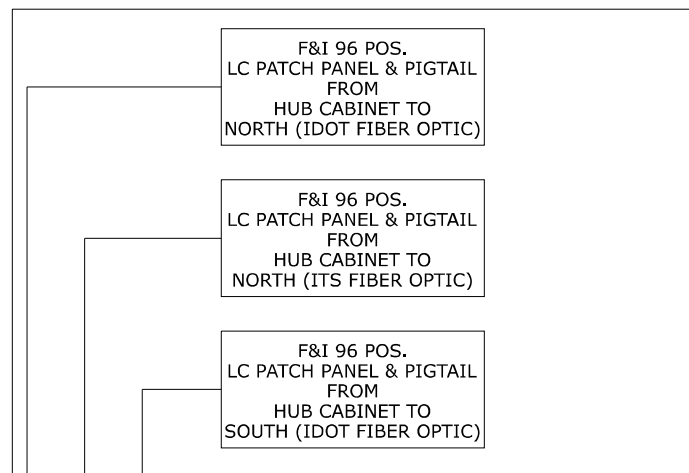 F&I 96 POS.
LC PATCH PANEL & PIGTAIL
FROM
HUB CABINET TO
NORTH (IDOT FIBER OPTIC)
F&I 96 POS.
LC PATCH PANEL & PIGTAIL
FROM
HUB CABINET TO
NORTH (ITS FIBER OPTIC)
F&I 96 POS.
LC PATCH PANEL & PIGTAIL
FROM
HUB CABINET TO
SOUTH (IDOT FIBER OPTIC)